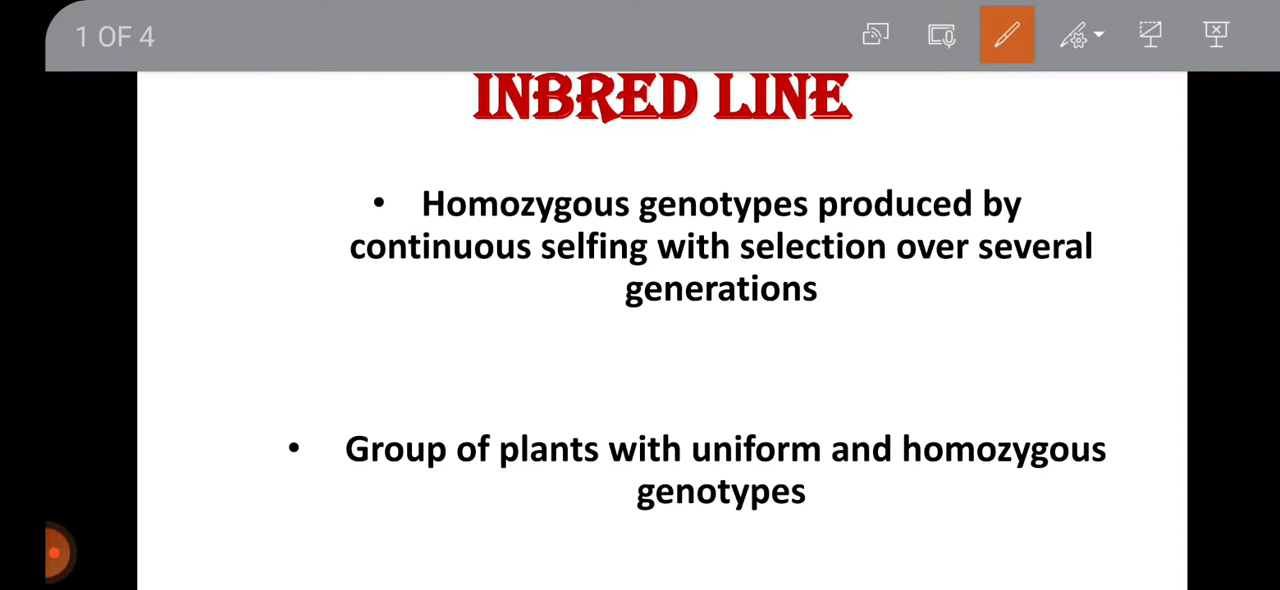 1 OF 4
INBRED LINE
• Homozygous genotypes produced by
continuous selfing with selection over several
generations
• Group of plants with uniform and homozygous
genotypes